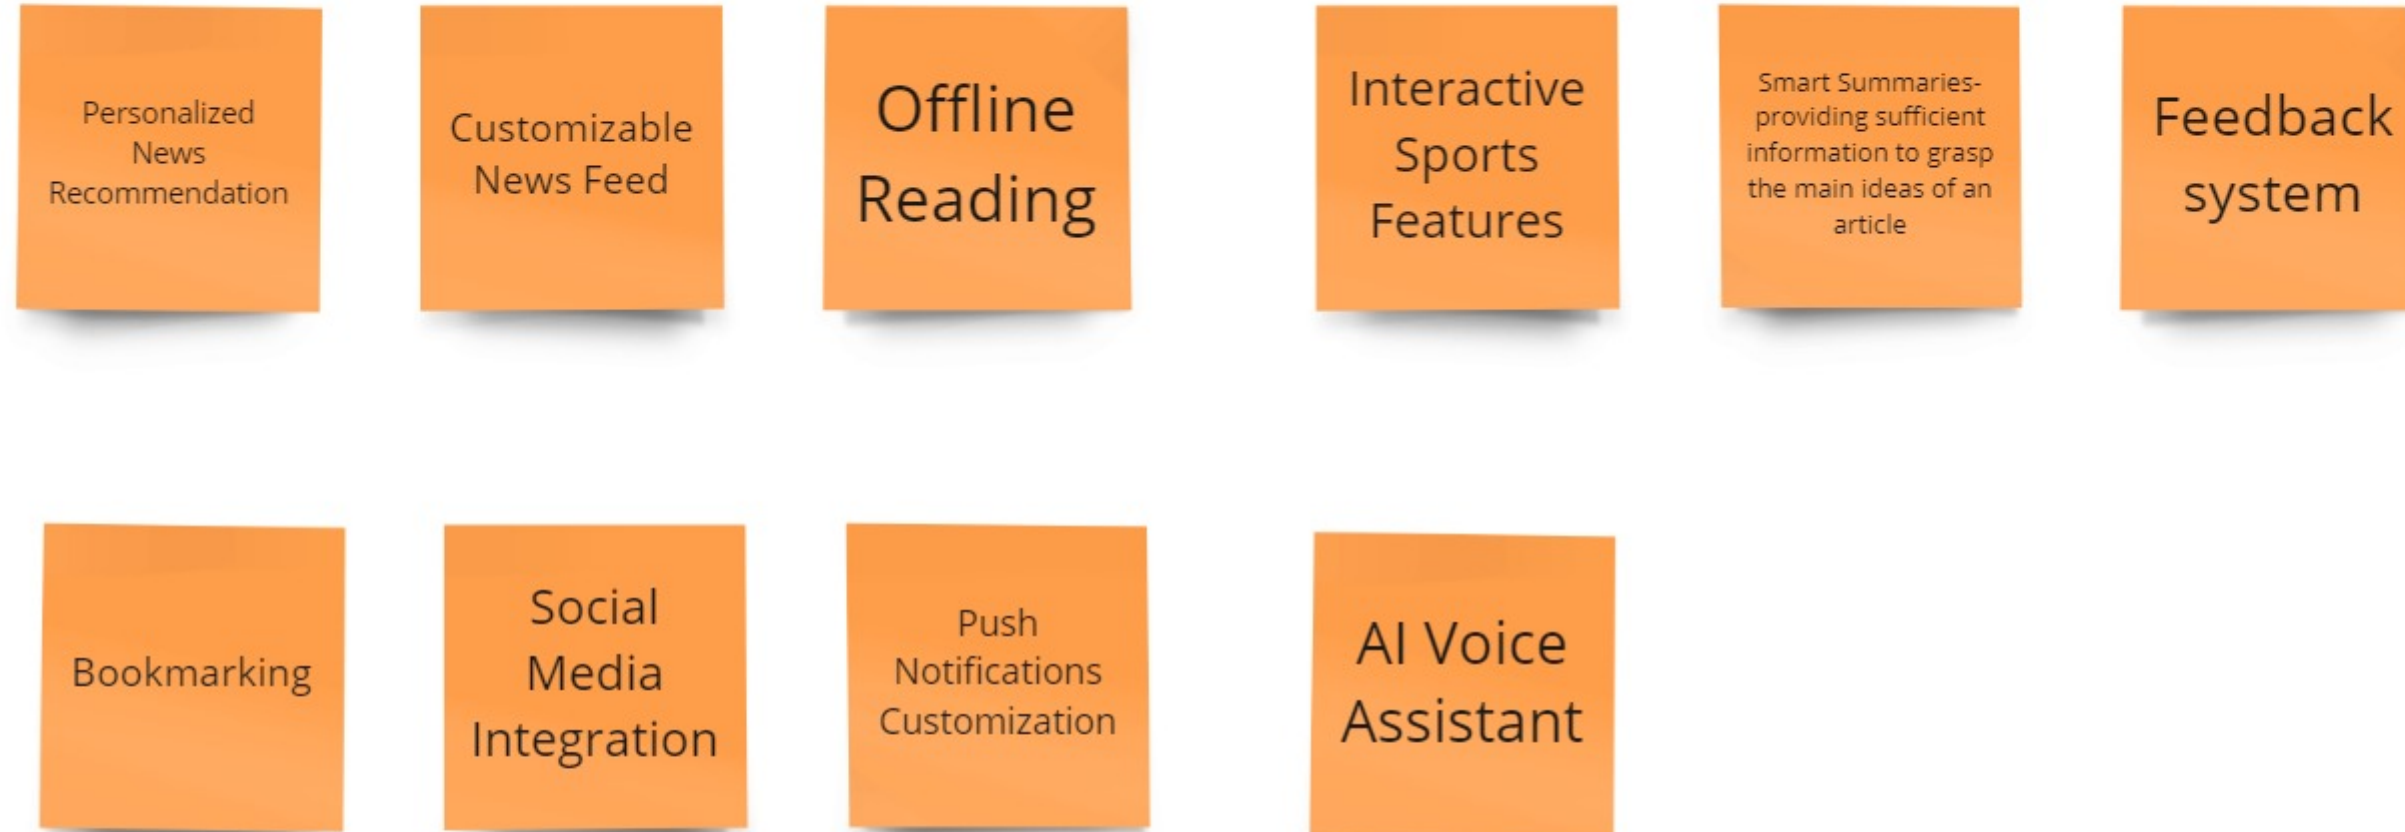 Personalized
News
Recommendation
Customizable
News Feed
Offline
Reading
Interactive
Sports
Features
Smart Summaries-
providing sufficient
information to grasp
the main ideas of an
article
Feedback
system
Bookmarking
Social
Media
Integration
Push
Notifications
Customization
AI Voice
Assistant